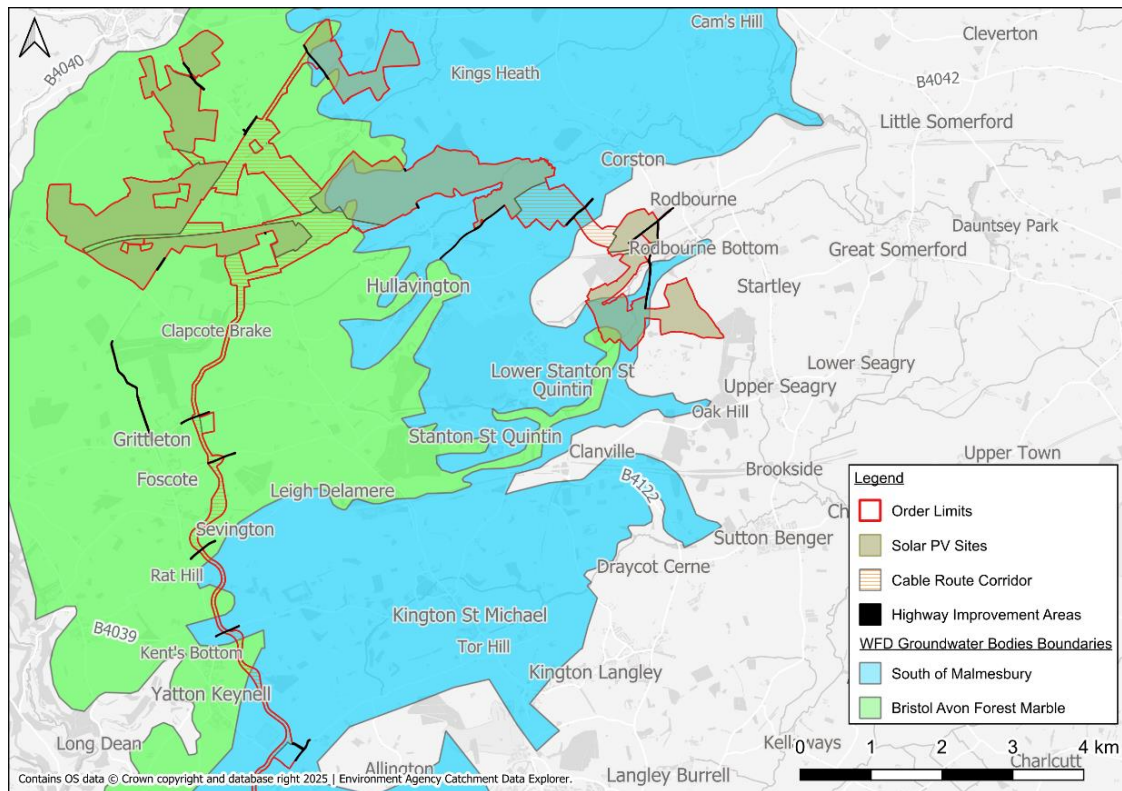 Cam's Hill
Cleverton
B4040
Kings Heath
B4042
Little Somerford
Corston
Rodbourne
Dauntsey Park
Rodbourne Bottom
Great Somerford
Hullavington
Startley
Clapcote Brake
Lower Seagry
Lower Stanton St
Quintin
Upper Seagry
Oak Hill
Grittleton
Stanton St Quintin
Clanville
Upper Town
Foscote
Brookside
Leigh Delamere
B4122
Sevington
Sutton Benger
Rat Hill
Draycot Cerne
Kington St Michael
B4039
Tor Hill
Kent's Bottom
Kington Langley
Yatton Keynell
Long Dean
Kellaways
Allington
Langley Burrell
Charlcutt
Legend
Order Limits
Solar PV Sites
Cable Route Corridor
Highway Improvement Areas
WFD Groundwater Bodies Boundaries
South of Malmesbury
Bristol Avon Forest Marble
0 1 2 3 4 km
Contains OS data © Crown copyright and database right 2025 | Environment Agency Catchment Data Explorer.